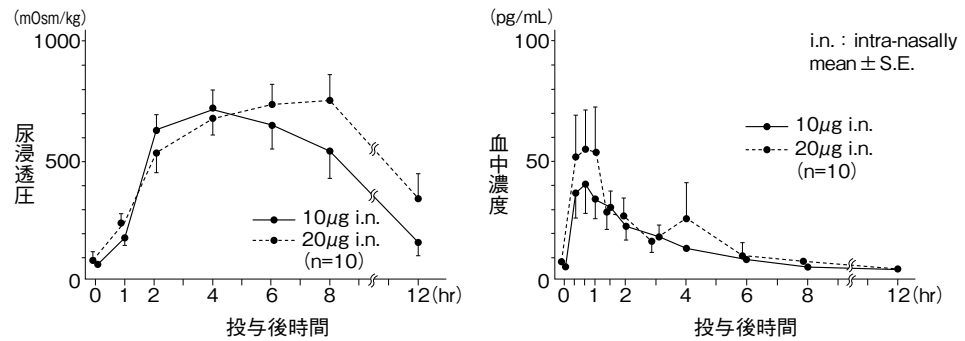 (mOsm/kg)
1000
500
0
尿浸透圧
10μg i.n.
20μg i.n.
(n=10)
0 1 2 4 6 8 12(hr)
投与後時間
(pg/mL)
100
50
0
血中濃度
i.n. : intra-nasally
mean ± S.E.
10μg i.n.
20μg i.n.
(n=10)
0 1 2 4 6 8 12(hr)
投与後時間